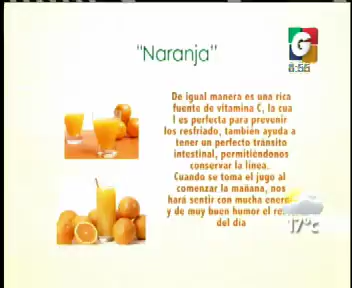 "Naranja"
G
8:56
De igual manera es una rica
fuente de vitamina C, la cua
l es perfecta para prevenir
los resfriado, también ayuda a
tener un perfecto tránsito
intestinal, permitiéndonos
conservar la línea.
Cuando se toma el jugo al
comenzar la mañana, nos
hará sentir con mucha energ
y de muy buen humor el re
del día
17°C